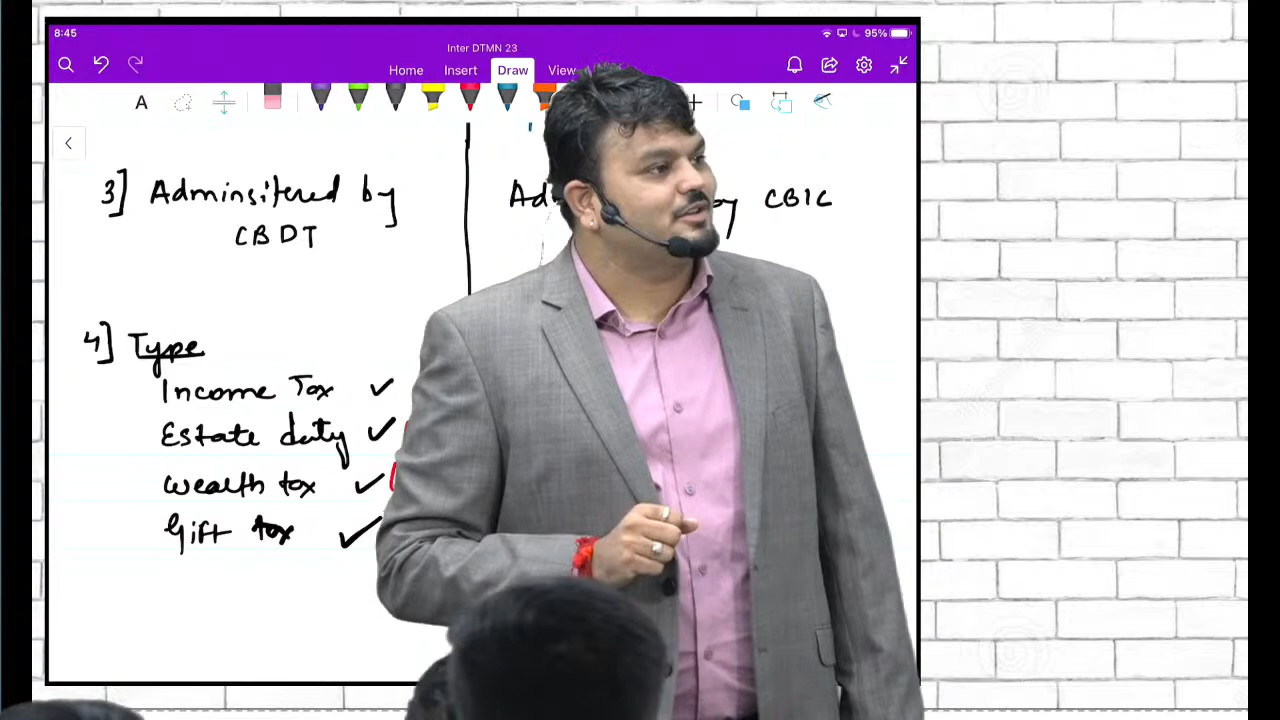 8:45
95%
Inter DTMN 23
Home Insert Draw View
A
3] Adminsitered by
CBDT
by CBIC
4] Type
Income Tax
Estate duty
Wealth tax
Gift tax